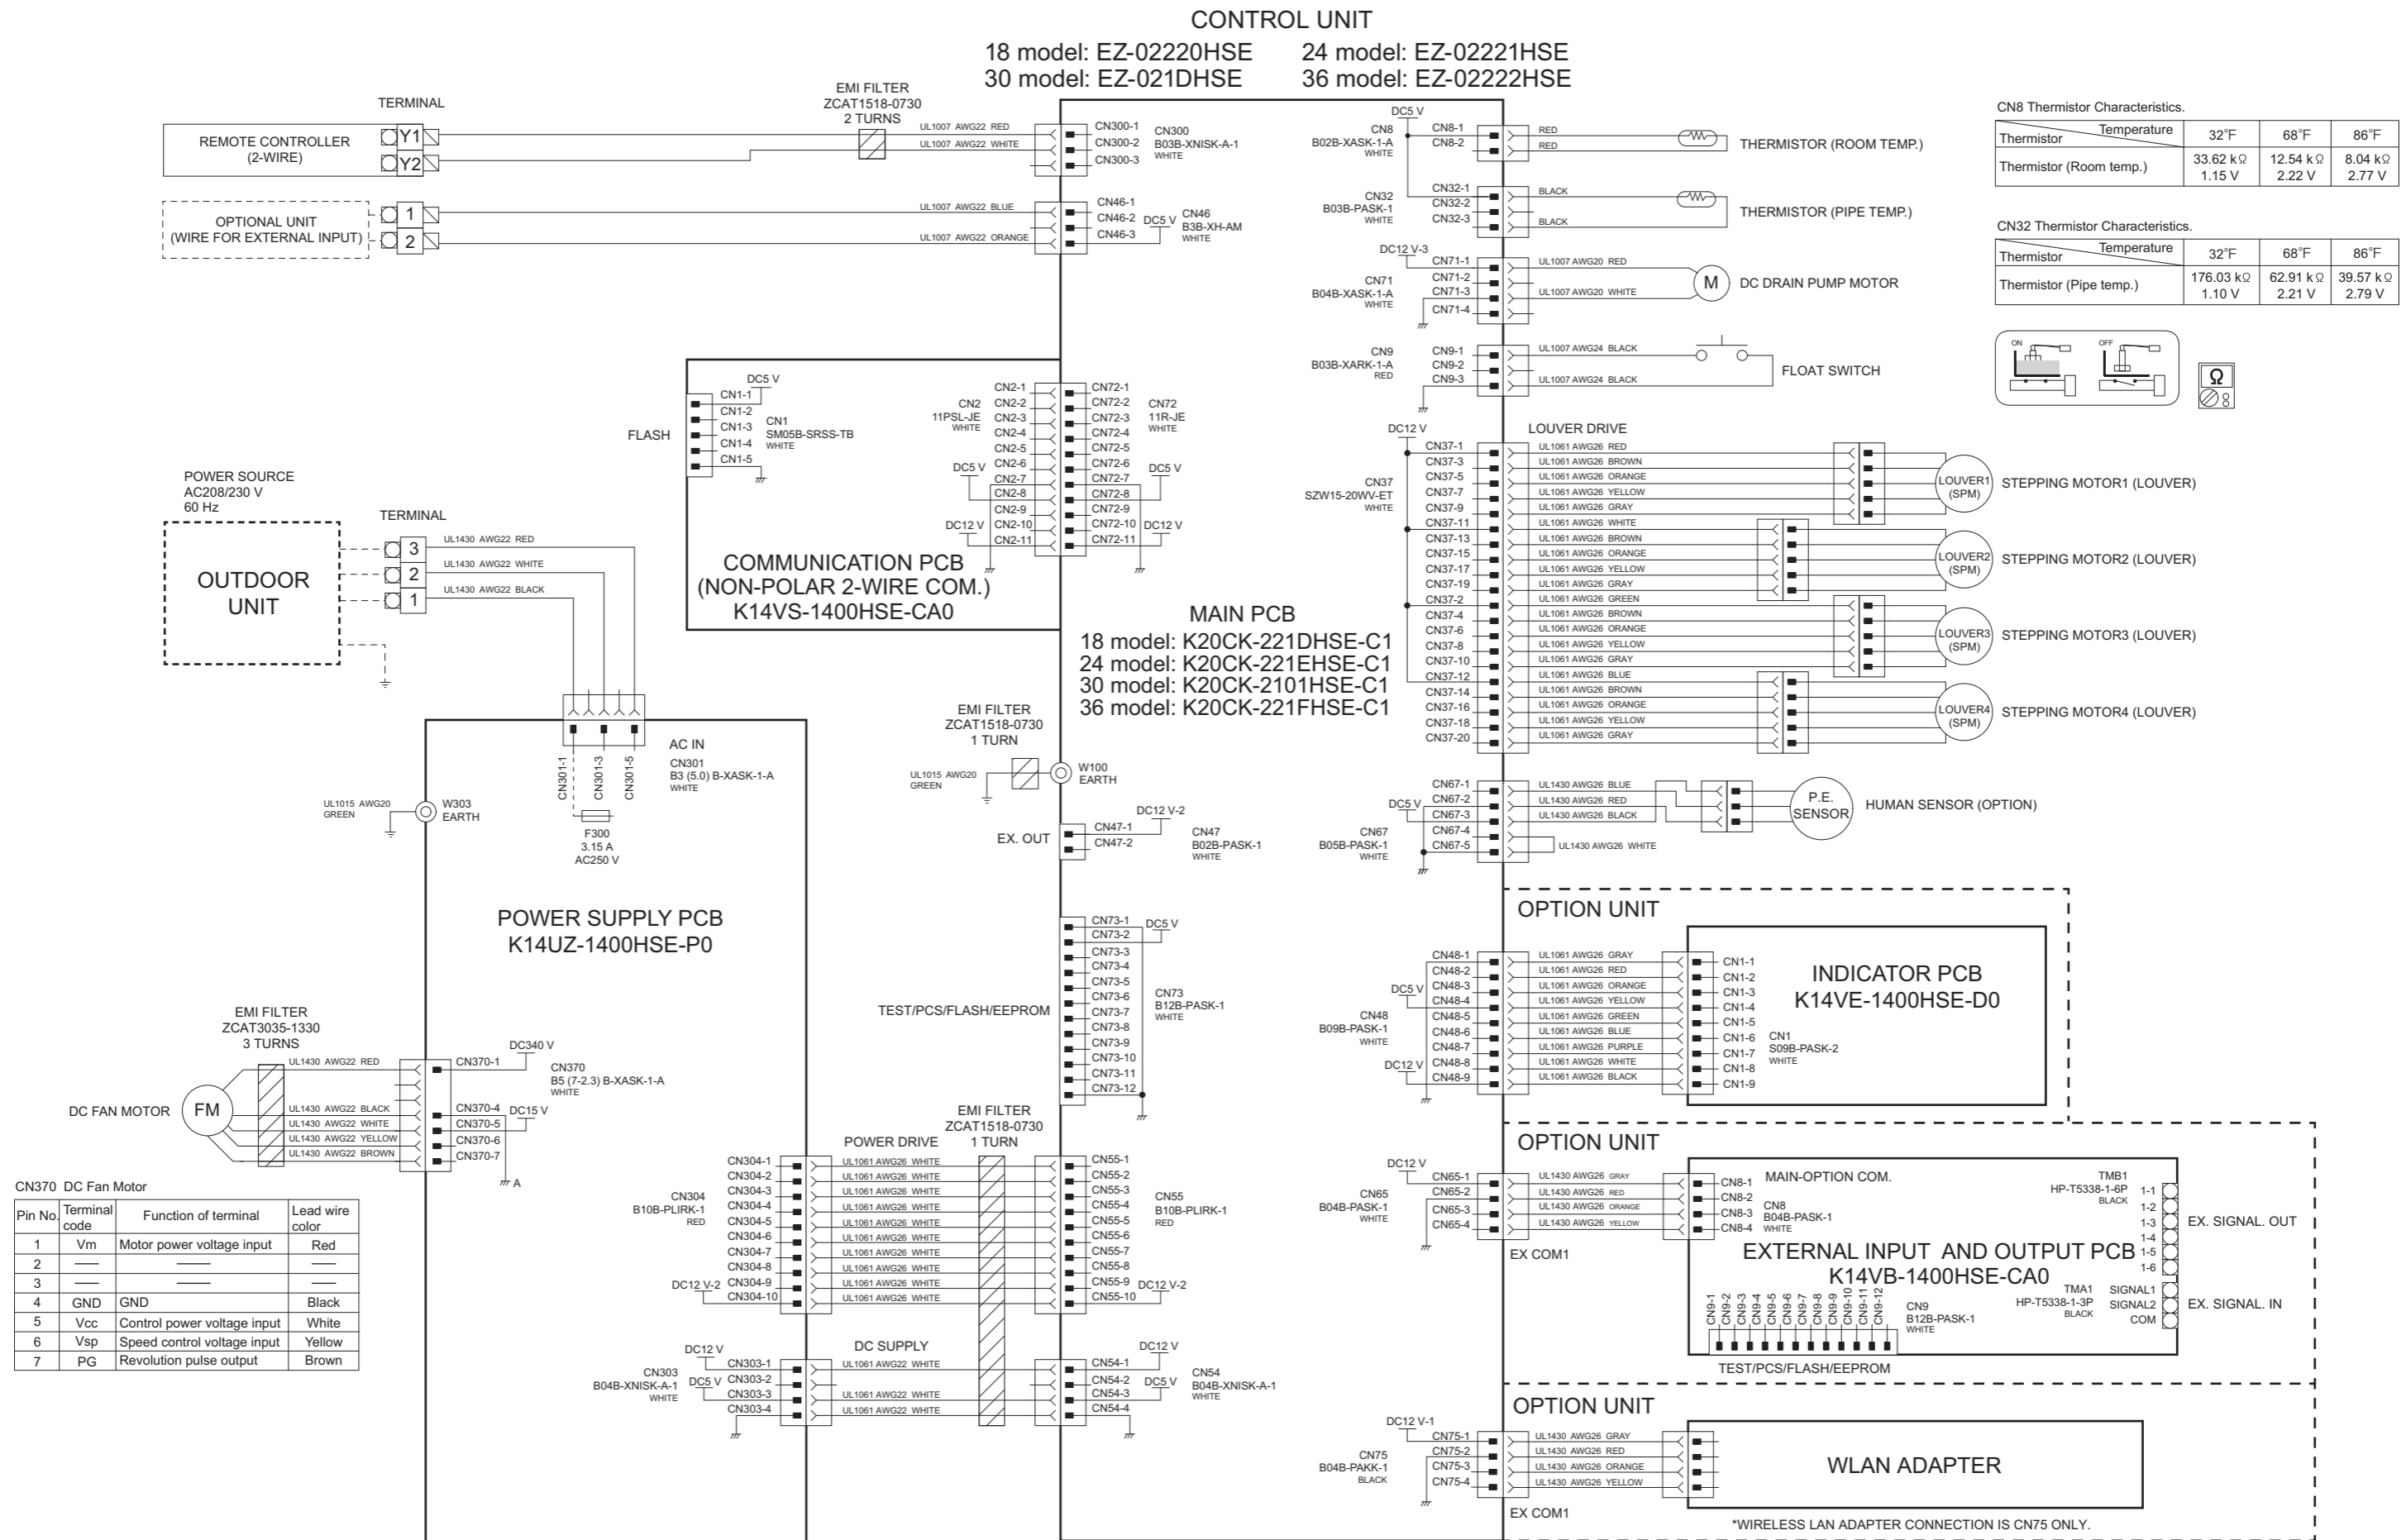 CONTROL UNIT
18 model: EZ-02220HSE 24 model: EZ-02221HSE
30 model: EZ-021DHSE 36 model: EZ-02222HSE
TERMINAL
REMOTE CONTROLLER
(2-WIRE)
Y1
Y2
EMI FILTER
ZCAT1518-0730
2 TURNS
UL1007 AWG22 RED
UL1007 AWG22 WHITE
CN300-1
CN300-2
CN300-3
CN300
B03B-XNISK-A-1
WHITE
OPTIONAL UNIT
(WIRE FOR EXTERNAL INPUT)
1
2
UL1007 AWG22 BLUE
UL1007 AWG22 ORANGE
CN46-1
CN46-2
CN46-3
DC5 V
CN46
B3B-XH-AM
WHITE
DC5 V
CN8
B02B-XASK-1-A
WHITE
CN8-1
CN8-2
RED
RED
THERMISTOR (ROOM TEMP.)
CN32
B03B-PASK-1
WHITE
CN32-1
CN32-2
CN32-3
BLACK
BLACK
THERMISTOR (PIPE TEMP.)
DC12 V-3
CN71
B04B-XASK-1-A
WHITE
CN71-1
CN71-2
CN71-3
CN71-4
UL1007 AWG20 RED
UL1007 AWG20 WHITE
M
DC DRAIN PUMP MOTOR
CN9
B03B-XARK-1-A
RED
CN9-1
CN9-2
CN9-3
UL1007 AWG24 BLACK
UL1007 AWG24 BLACK
FLOAT SWITCH
CN8 Thermistor Characteristics.
Thermistor Temperature 32°F 68°F 86°F
Thermistor (Room temp.) 33.62 kΩ 12.54 kΩ 8.04 kΩ
1.15 V 2.22 V 2.77 V
CN32 Thermistor Characteristics.
Thermistor Temperature 32°F 68°F 86°F
Thermistor (Pipe temp.) 176.03 kΩ 62.91 kΩ 39.57 kΩ
1.10 V 2.21 V 2.79 V
ON
OFF
Ω
FLASH
CN1-1
CN1-2
CN1-3
CN1-4
CN1-5
DC5 V
CN1
SM05B-SRSS-TB
WHITE
CN2
11PSL-JE
WHITE
CN2-1
CN2-2
CN2-3
CN2-4
CN2-5
CN2-6
CN2-7
CN2-8
CN2-9
CN2-10
CN2-11
DC5 V
DC12 V
CN72-1
CN72-2
CN72-3
CN72-4
CN72-5
CN72-6
CN72-7
CN72-8
CN72-9
CN72-10
CN72-11
CN72
11R-JE
WHITE
DC5 V
DC12 V
COMMUNICATION PCB
(NON-POLAR 2-WIRE COM.)
K14VS-1400HSE-CA0
POWER SOURCE
AC208/230 V
60 Hz
OUTDOOR
UNIT
TERMINAL
3
2
1
UL1430 AWG22 RED
UL1430 AWG22 WHITE
UL1430 AWG22 BLACK
MAIN PCB
18 model: K20CK-221DHSE-C1
24 model: K20CK-221EHSE-C1
30 model: K20CK-2101HSE-C1
36 model: K20CK-221FHSE-C1
DC12 V
LOUVER DRIVE
CN37
SZW15-20WV-ET
WHITE
CN37-1 UL1061 AWG26 RED
CN37-3 UL1061 AWG26 BROWN
CN37-5 UL1061 AWG26 ORANGE
CN37-7 UL1061 AWG26 YELLOW
CN37-9 UL1061 AWG26 GRAY
CN37-11 UL1061 AWG26 WHITE
CN37-13 UL1061 AWG26 BROWN
CN37-15 UL1061 AWG26 ORANGE
CN37-17 UL1061 AWG26 YELLOW
CN37-19 UL1061 AWG26 GRAY
CN37-2 UL1061 AWG26 GREEN
CN37-4 UL1061 AWG26 BROWN
CN37-6 UL1061 AWG26 ORANGE
CN37-8 UL1061 AWG26 YELLOW
CN37-10 UL1061 AWG26 GRAY
CN37-12 UL1061 AWG26 BLUE
CN37-14 UL1061 AWG26 BROWN
CN37-16 UL1061 AWG26 ORANGE
CN37-18 UL1061 AWG26 YELLOW
CN37-20 UL1061 AWG26 GRAY
LOUVER1
(SPM)
STEPPING MOTOR1 (LOUVER)
LOUVER2
(SPM)
STEPPING MOTOR2 (LOUVER)
LOUVER3
(SPM)
STEPPING MOTOR3 (LOUVER)
LOUVER4
(SPM)
STEPPING MOTOR4 (LOUVER)
AC IN
CN301
B3 (5.0) B-XASK-1-A
WHITE
CN301-1
CN301-3
CN301-5
F300
3.15 A
AC250 V
UL1015 AWG20
GREEN
W303
EARTH
EMI FILTER
ZCAT1518-0730
1 TURN
UL1015 AWG20
GREEN
W100
EARTH
EX. OUT
CN47-1
CN47-2
DC12 V-2
CN47
B02B-PASK-1
WHITE
DC5 V
CN67
B05B-PASK-1
WHITE
CN67-1
CN67-2
CN67-3
CN67-4
CN67-5
UL1430 AWG26 BLUE
UL1430 AWG26 RED
UL1430 AWG26 BLACK
UL1430 AWG26 WHITE
P.E.
SENSOR
HUMAN SENSOR (OPTION)
POWER SUPPLY PCB
K14UZ-1400HSE-P0
TEST/PCS/FLASH/EEPROM
CN73-1
CN73-2
CN73-3
CN73-4
CN73-5
CN73-6
CN73-7
CN73-8
CN73-9
CN73-10
CN73-11
CN73-12
DC5 V
CN73
B12B-PASK-1
WHITE
OPTION UNIT
DC5 V
CN48
B09B-PASK-1
WHITE
DC12 V
CN48-1 UL1061 AWG26 GRAY CN1-1
CN48-2 UL1061 AWG26 RED CN1-2
CN48-3 UL1061 AWG26 ORANGE CN1-3
CN48-4 UL1061 AWG26 YELLOW CN1-4
CN48-5 UL1061 AWG26 GREEN CN1-5
CN48-6 UL1061 AWG26 BLUE CN1-6
CN48-7 UL1061 AWG26 PURPLE CN1-7
CN48-8 UL1061 AWG26 WHITE CN1-8
CN48-9 UL1061 AWG26 BLACK CN1-9
CN1
S09B-PASK-2
WHITE
INDICATOR PCB
K14VE-1400HSE-D0
EMI FILTER
ZCAT3035-1330
3 TURNS
DC FAN MOTOR
FM
UL1430 AWG22 RED
UL1430 AWG22 BLACK
UL1430 AWG22 WHITE
UL1430 AWG22 YELLOW
UL1430 AWG22 BROWN
CN370-1
CN370-4
CN370-5
CN370-6
CN370-7
DC340 V
CN370
B5 (7-2.3) B-XASK-1-A
WHITE
DC15 V
A
CN370 DC Fan Motor
Pin No. Terminal code Function of terminal Lead wire color
1 Vm Motor power voltage input Red
2 — — —
3 — — —
4 GND GND Black
5 Vcc Control power voltage input White
6 Vsp Speed control voltage input Yellow
7 PG Revolution pulse output Brown
POWER DRIVE
EMI FILTER
ZCAT1518-0730
1 TURN
CN304
B10B-PLIRK-1
RED
DC12 V-2
CN304-1 UL1061 AWG26 WHITE CN55-1
CN304-2 UL1061 AWG26 WHITE CN55-2
CN304-3 UL1061 AWG26 WHITE CN55-3
CN304-4 UL1061 AWG26 WHITE CN55-4
CN304-5 UL1061 AWG26 WHITE CN55-5
CN304-6 UL1061 AWG26 WHITE CN55-6
CN304-7 UL1061 AWG26 WHITE CN55-7
CN304-8 UL1061 AWG26 WHITE CN55-8
CN304-9 UL1061 AWG26 WHITE CN55-9
CN304-10 UL1061 AWG26 WHITE CN55-10
CN55
B10B-PLIRK-1
RED
DC12 V-2
DC SUPPLY
DC12 V
CN303
B04B-XNISK-A-1
WHITE
DC5 V
CN303-1 UL1061 AWG22 WHITE CN54-1
CN303-2 CN54-2
CN303-3 UL1061 AWG22 WHITE CN54-3
CN303-4 UL1061 AWG22 WHITE CN54-4
DC12 V
DC5 V
CN54
B04B-XNISK-A-1
WHITE
OPTION UNIT
DC12 V
CN65
B04B-PASK-1
WHITE
CN65-1 UL1430 AWG26 GRAY CN8-1
CN65-2 UL1430 AWG26 RED CN8-2
CN65-3 UL1430 AWG26 ORANGE CN8-3
CN65-4 UL1430 AWG26 YELLOW CN8-4
EX COM1
MAIN-OPTION COM.
CN8
B04B-PASK-1
WHITE
EXTERNAL INPUT AND OUTPUT PCB
K14VB-1400HSE-CA0
TMB1
HP-T5338-1-6P
BLACK
1-1
1-2
1-3
1-4
1-5
1-6
EX. SIGNAL. OUT
TMA1
HP-T5338-1-3P
BLACK
SIGNAL1
SIGNAL2
COM
EX. SIGNAL. IN
CN9-1
CN9-2
CN9-3
CN9-4
CN9-5
CN9-6
CN9-7
CN9-8
CN9-9
CN9-10
CN9-11
CN9-12
CN9
B12B-PASK-1
WHITE
TEST/PCS/FLASH/EEPROM
OPTION UNIT
DC12 V-1
CN75
B04B-PAKK-1
BLACK
CN75-1 UL1430 AWG26 GRAY
CN75-2 UL1430 AWG26 RED
CN75-3 UL1430 AWG26 ORANGE
CN75-4 UL1430 AWG26 YELLOW
EX COM1
WLAN ADAPTER
*WIRELESS LAN ADAPTER CONNECTION IS CN75 ONLY.